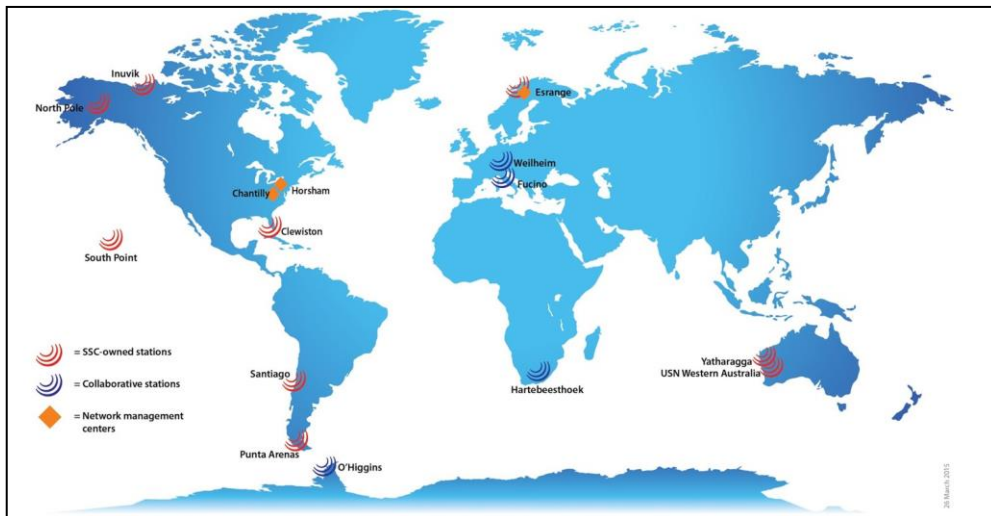 Inuvik
North Pole
Esrange
Weilheim
Fucino
Chantilly
Horsham
Clewiston
South Point
= SSC-owned stations
= Collaborative stations
= Network management
centers
Santiago
Hartebeesthoek
Yatharagga
USN Western Australia
Punta Arenas
O'Higgins
26 March 2015